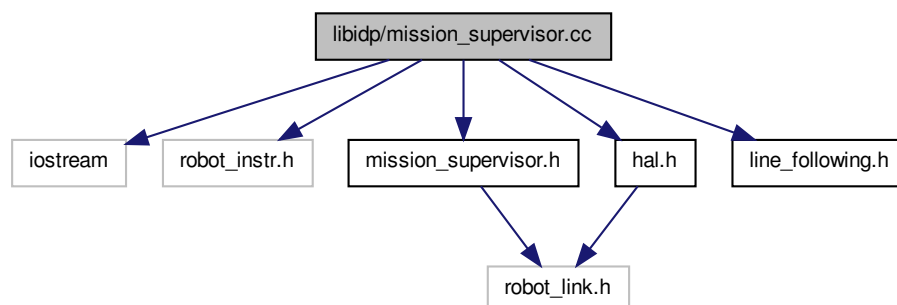 libidp/mission_supervisor.cc
iostream
robot_instr.h
mission_supervisor.h
hal.h
line_following.h
robot_link.h